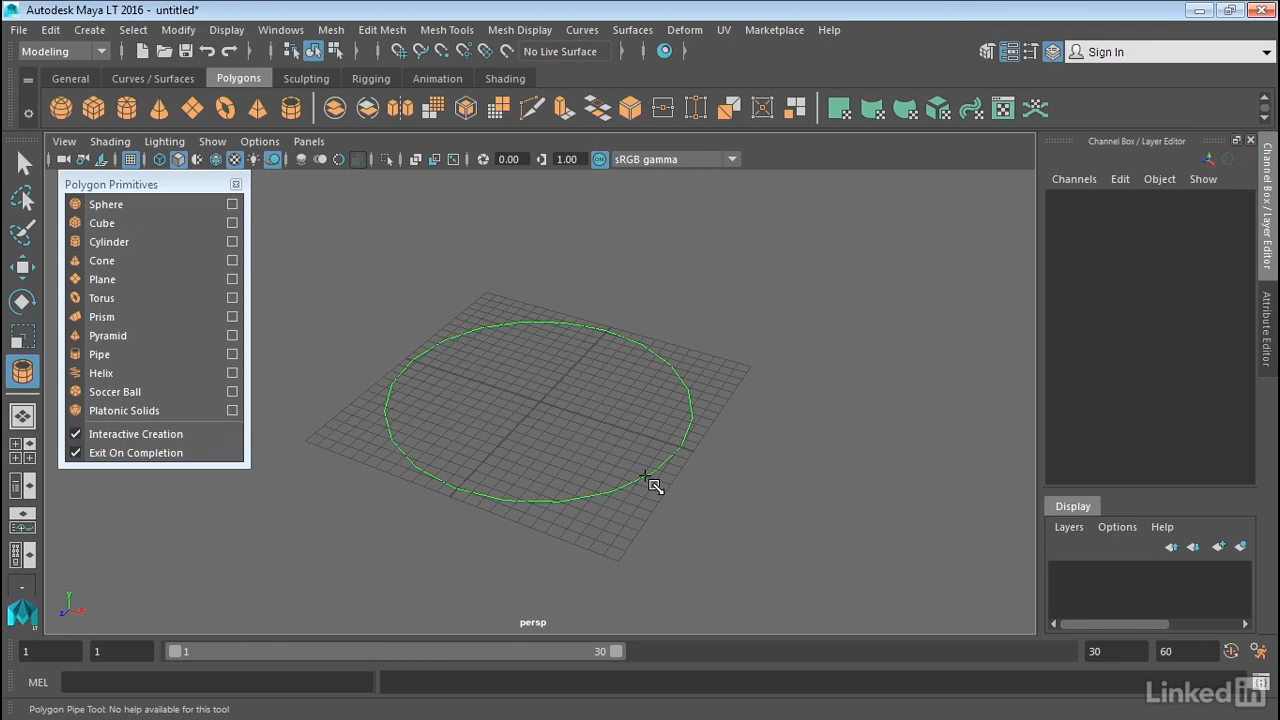 Autodesk Maya LT 2016 - untitled*
File Edit Create Select Modify Display Windows Mesh Edit Mesh Mesh Tools Mesh Display Curves Surfaces Deform UV Marketplace Help
Modeling No Live Surface Sign In
General Curves / Surfaces Polygons Sculpting Rigging Animation Shading
View Shading Lighting Show Options Panels
0.00 1.00 ON sRGB gamma
Polygon Primitives
Sphere
Cube
Cylinder
Cone
Plane
Torus
Prism
Pyramid
Pipe
Helix
Soccer Ball
Platonic Solids
Interactive Creation
Exit On Completion
y
z x
persp
Channel Box / Layer Editor
Channels Edit Object Show
Channel Box / Layer Editor
Attribute Editor
Display
Layers Options Help
LT
1 1 1 30 30 60
MEL
Polygon Pipe Tool: No help available for this tool
LinkedIn